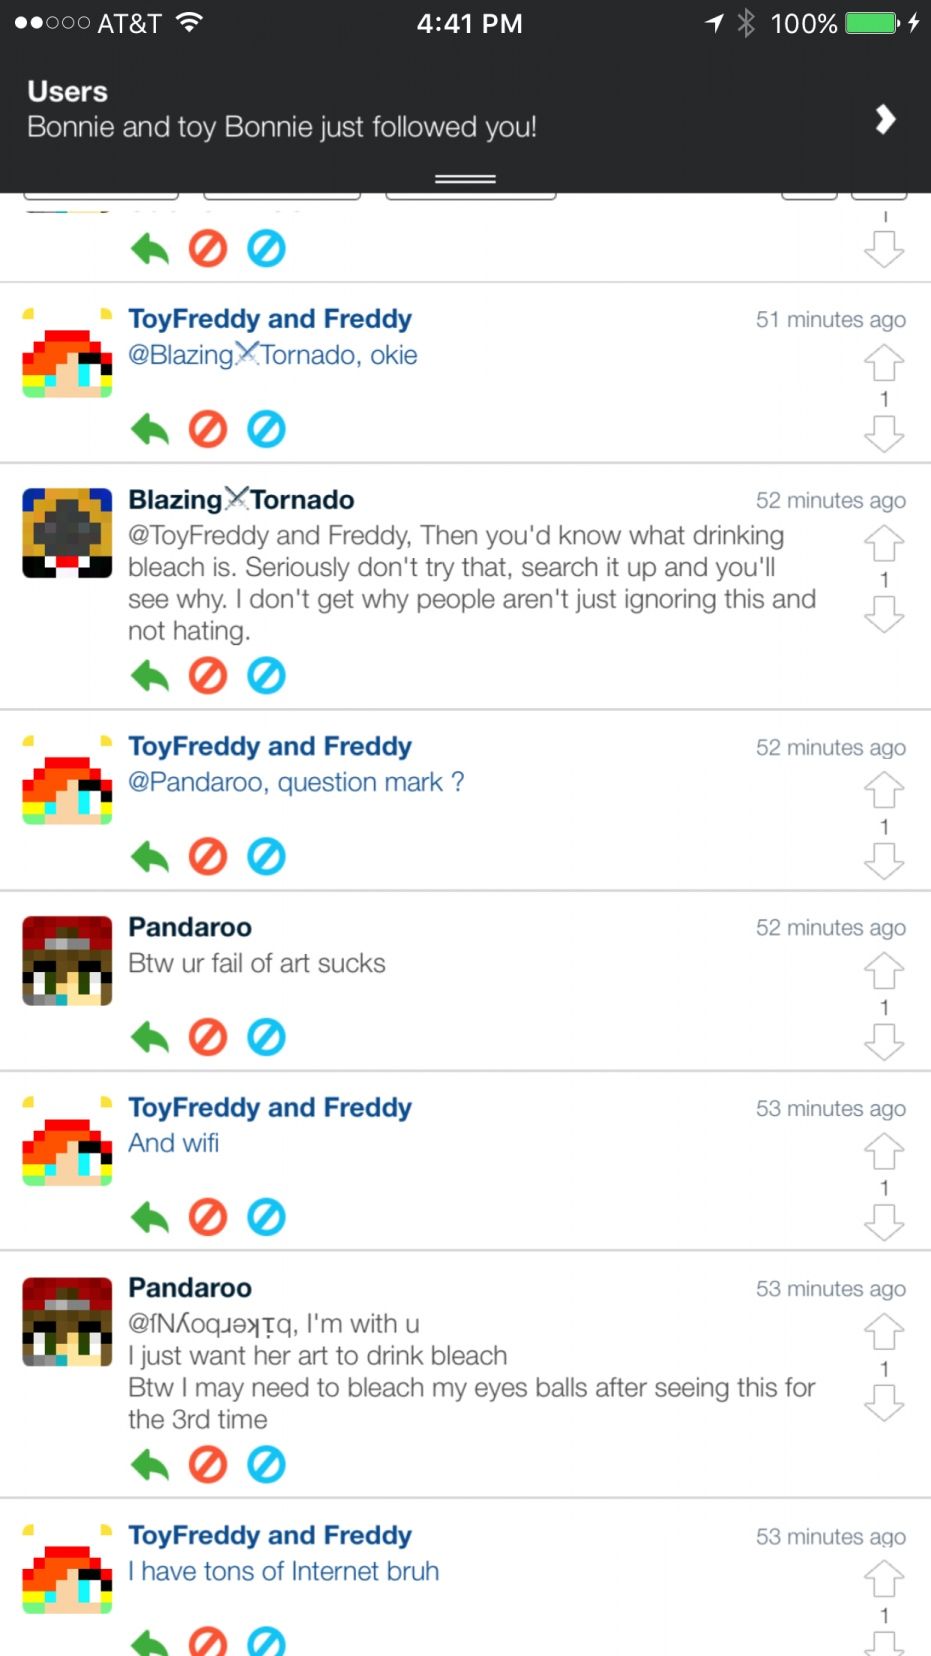 AT&T 4:41 PM 100%
Users
Bonnie and toy Bonnie just followed you!
ToyFreddy and Freddy 51 minutes ago
@Blazing⚔Tornado, okie
1
Blazing⚔Tornado 52 minutes ago
@ToyFreddy and Freddy, Then you'd know what drinking
bleach is. Seriously don't try that, search it up and you'll
see why. I don't get why people aren't just ignoring this and
not hating.
1
ToyFreddy and Freddy 52 minutes ago
@Pandaroo, question mark ?
1
Pandaroo 52 minutes ago
Btw ur fail of art sucks
1
ToyFreddy and Freddy 53 minutes ago
And wifi
1
Pandaroo 53 minutes ago
I'm with u
I just want her art to drink bleach
Btw I may need to bleach my eyes balls after seeing this for
the 3rd time
1
ToyFreddy and Freddy 53 minutes ago
I have tons of Internet bruh
1